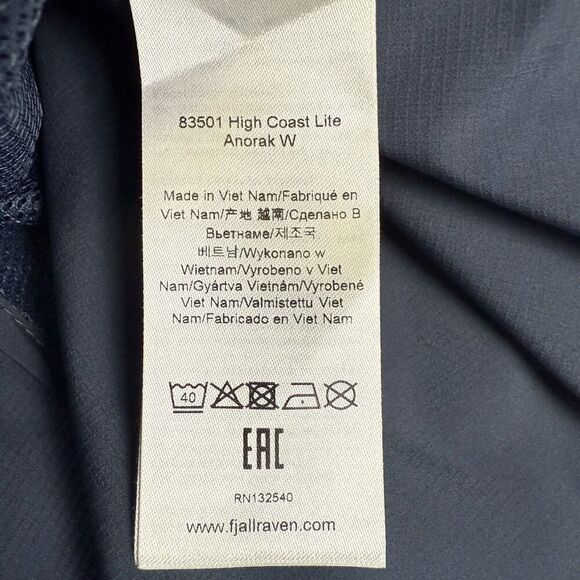 83501 High Coast Lite
Anorak W
Made in Viet Nam/Fabriqué en
Viet Nam/产地 越南/Сделано В
Вьетнаме/제조국
베트남/Wykonano w
Wietnam/Vyrobeno v Viet
Nam/Gyártva Vietnám/Vyrobené
Viet Nam/Valmistettu Viet
Nam/Fabricado en Viet Nam
40
EAC
RN132540
www.fjallraven.com